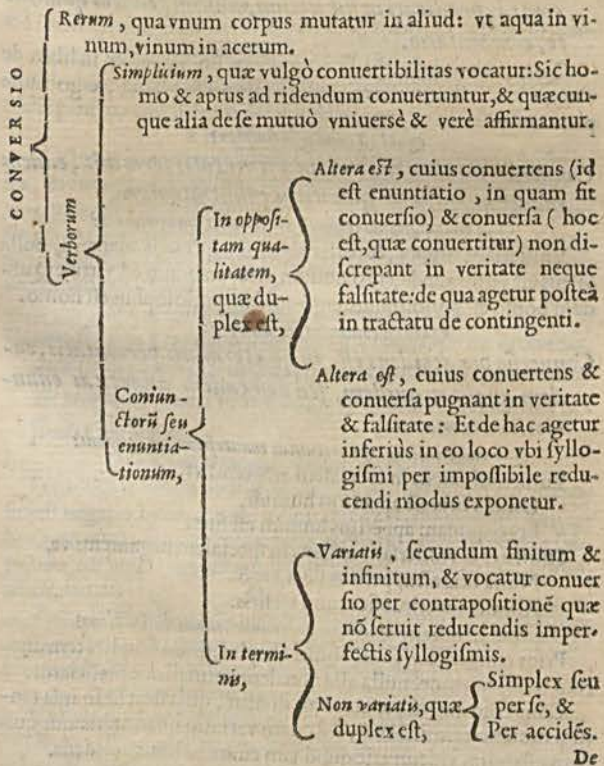 CONVERSIO
Rerum, qua vnum corpus mutatur in aliud: vt aqua in vi-
num, vinum in acetum.
Verborum
Simplicium, quæ vulgò conuertibilitas vocatur: Sic ho-
mo & aptus ad ridendum conuertuntur, & quæcun-
que alia de se mutuò vniuersè & verè affirmantur.
Coniun-
ctorũ seu
enuntia-
tionum,
In opposi-
tam qua-
litatem,
quæ du-
plex est,
Altera est, cuius conuertens (id
est enuntiatio, in quam fit
conuersio) & conuersa (hoc
est, quæ conuertitur) non di-
screpant in veritate neque
falsitate: de qua agetur posteà
in tractatu de contingenti.
Altera est, cuius conuertens &
conuersa pugnant in veritate
& falsitate: Et de hac agetur
inferiùs in eo loco vbi syllo-
gismi per impossibile redu-
cendi modus exponetur.
In termi-
nis,
Variatis, secundum finitum &
infinitum, & vocatur conuer
sio per contrapositionẽ quæ
nõ seruit reducendis imper-
fectis syllogismis.
Non variatis, quæ
duplex est,
Simplex seu
per se, &
Per accidẽs.
De